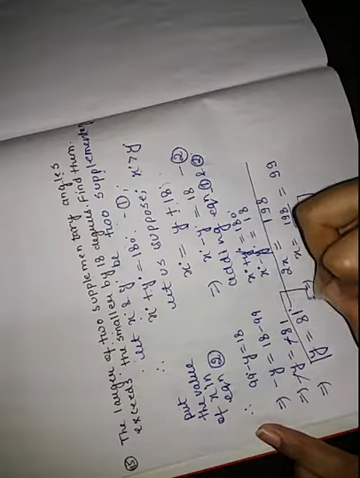 (15) The larger of two supplementary angles
exceeds the smaller by 18 degrees. Find them.
∴ let x° & y° be two supplementary
x° + y° = 180° - ①
∴ let us suppose; x > y
x = y + 18
x - y = 18 - ②
⇒ adding eqn ① & ②
x° + y° = 180
x° - y° = 18
2x = 198
x = 198 = 99
put the value
the x in
of eqn ②
∴ 99 - y = 18
⇒ -y = 18 - 99
⇒ -y = -81
⇒ y = 81